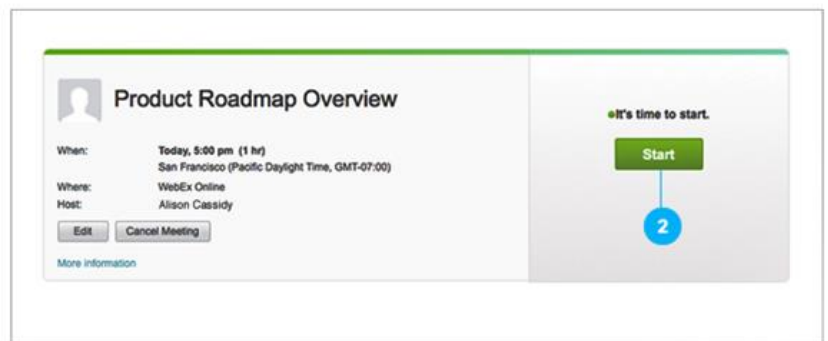 Product Roadmap Overview
When: Today, 5:00 pm (1 hr)
San Francisco (Pacific Daylight Time, GMT-07:00)
Where: WebEx Online
Host: Alison Cassidy
Edit Cancel Meeting
More information
It's time to start.
Start
2